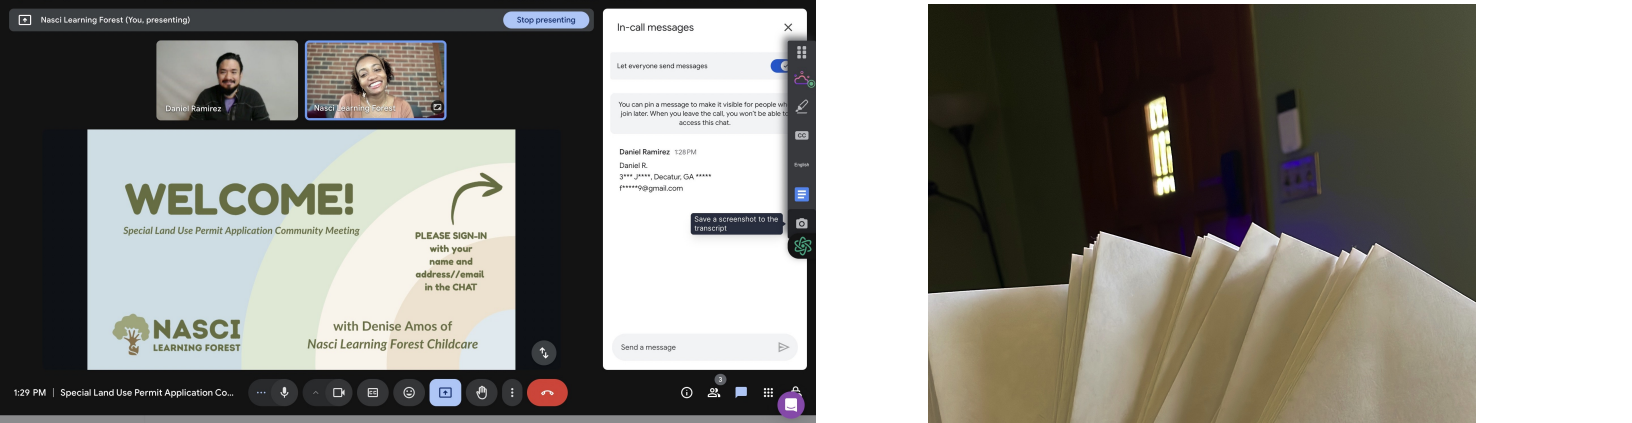 Nasci Learning Forest (You, presenting)
Stop presenting
Daniel Ramirez
Nasci Learning Forest
WELCOME!
Special Land Use Permit Application Community Meeting
PLEASE SIGN-IN
with your
name and
address//email
in the CHAT
NASCI
LEARNING FOREST
with Denise Amos of
Nasci Learning Forest Childcare
1:29 PM | Special Land Use Permit Application Co...
In-call messages
Let everyone send messages
You can pin a message to make it visible for people wh
join later. When you leave the call, you won't be able to
access this chat.
Daniel Ramirez 1:28 PM
Daniel R.
3*** J****, Decatur, GA *****
f*****9@gmail.com
CC
English
Save a screenshot to the
transcript
Send a message
3